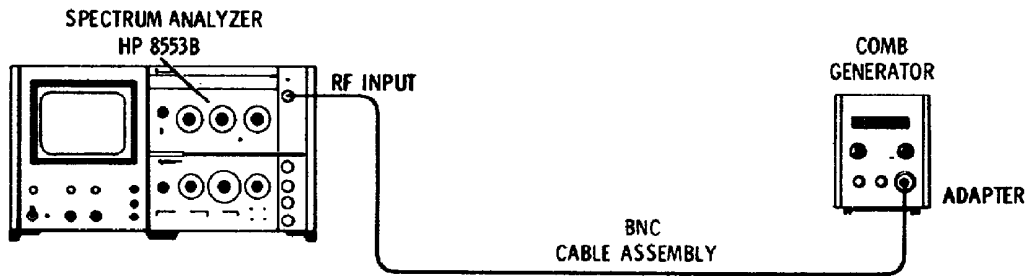 SPECTRUM ANALYZER
HP 8553B
RF INPUT
COMB
GENERATOR
ADAPTER
BNC
CABLE ASSEMBLY